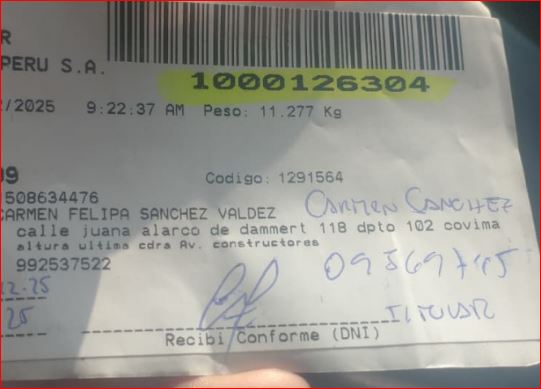 R
PERU S.A.
1000126304
/2025 9:22:37 AM Peso: 11.277 Kg
09 Codigo: 1291564
508634476
CARMEN FELIPA SANCHEZ VALDEZ CARMEN SANCHEZ
calle juana alarco de dammert 118 dpto 102 covima
altura ultima cdra Av. constructores
992537522
25 TITULAR
Recibi Conforme (DNI)